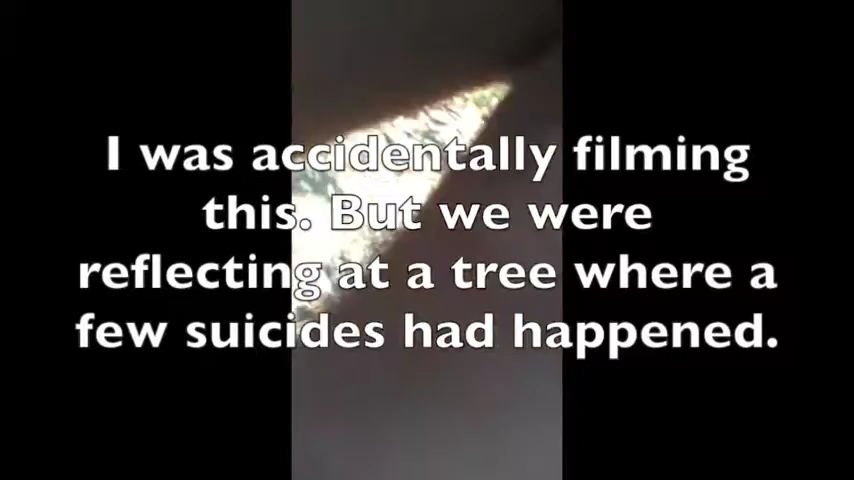 I was accidentally filming
this. But we were
reflecting at a tree where a
few suicides had happened.